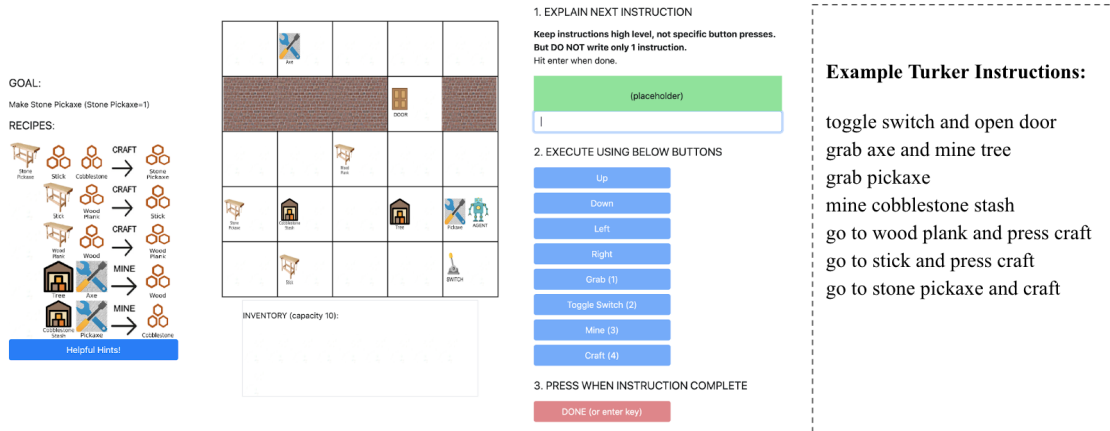 GOAL:
Make Stone Pickaxe (Stone Pickaxe=1)
RECIPES:
CRAFT
Stone Pickaxe
Stick
Cobblestone
Stone Pickaxe
CRAFT
Stick
Wood Plank
Stick
CRAFT
Wood Plank
Wood
Wood Plank
MINE
Tree
Axe
Wood
MINE
Cobblestone Stash
Pickaxe
Cobblestone
Helpful Hints!
Axe
DOOR
Wood Plank
Stone Pickaxe
Cobblestone Stash
Tree
Pickaxe
AGENT
Stick
SWITCH
INVENTORY (capacity 10):
1. EXPLAIN NEXT INSTRUCTION
Keep instructions high level, not specific button presses.
But DO NOT write only 1 instruction.
Hit enter when done.
(placeholder)
2. EXECUTE USING BELOW BUTTONS
Up
Down
Left
Right
Grab (1)
Toggle Switch (2)
Mine (3)
Craft (4)
3. PRESS WHEN INSTRUCTION COMPLETE
DONE (or enter key)
Example Turker Instructions:
toggle switch and open door
grab axe and mine tree
grab pickaxe
mine cobblestone stash
go to wood plank and press craft
go to stick and press craft
go to stone pickaxe and craft